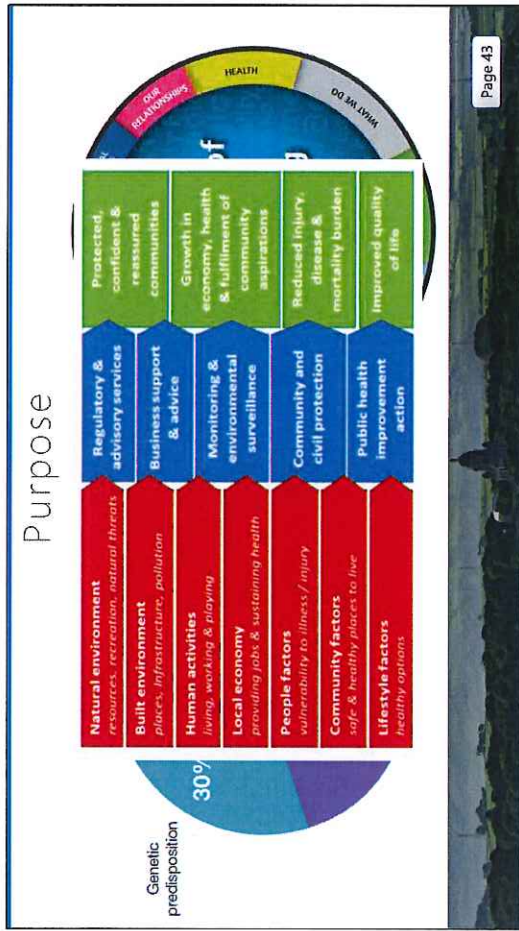 Purpose
Genetic
predisposition
30%
Natural environment
resources, recreation, natural threats
Built environment
places, infrastructure, pollution
Human activities
living, working & playing
Local economy
providing jobs & sustaining health
People factors
vulnerability to illness / injury
Community factors
safe & healthy places to live
Lifestyle factors
healthy options
Regulatory &
advisory services
Business support
& advice
Monitoring &
environmental
surveillance
Community and
civil protection
Public health
improvement
action
Protected,
confident &
reassured
communities
Growth in
economy, health
& fulfilment of
community
aspirations
Reduced injury,
disease &
mortality burden
Improved quality
of life
of
OUR
RELATIONSHIPS
HEALTH
WHAT WE DO
Page 43